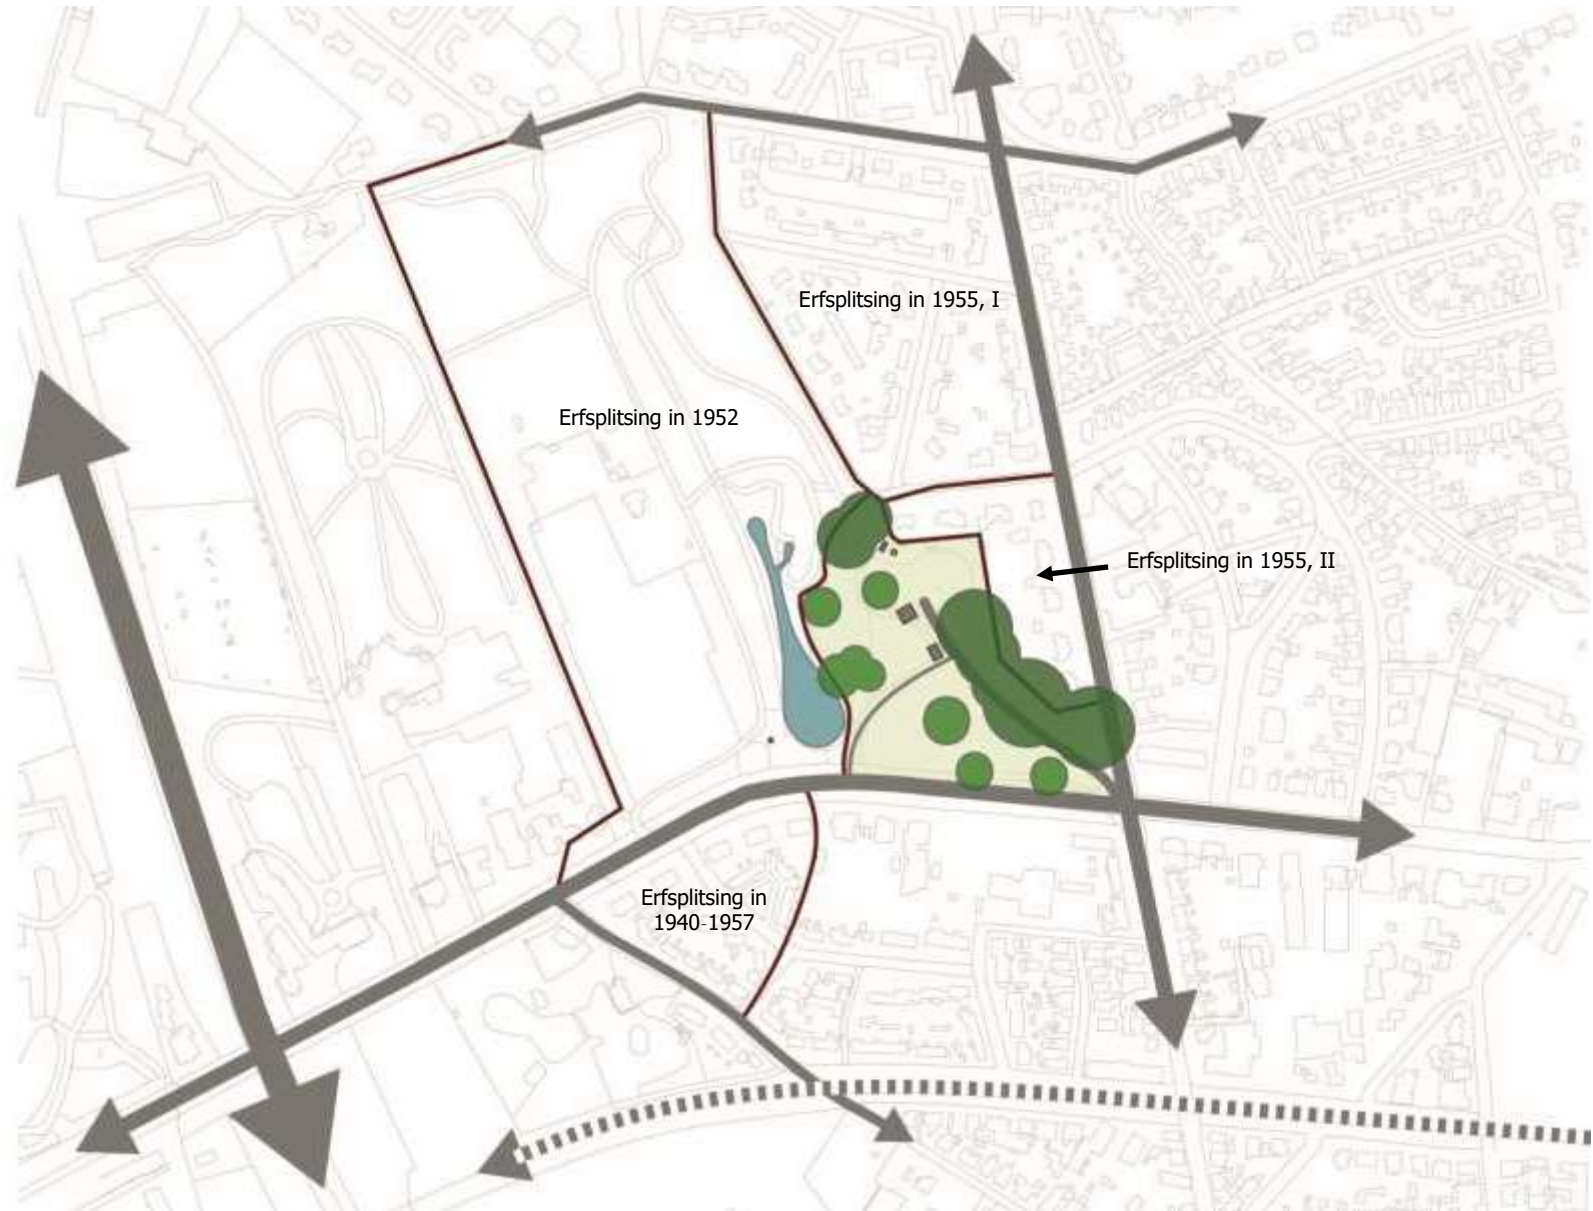 Erfsplitsing in 1955, I
Erfsplitsing in 1952
Erfsplitsing in 1955, II
Erfsplitsing in
1940-1957